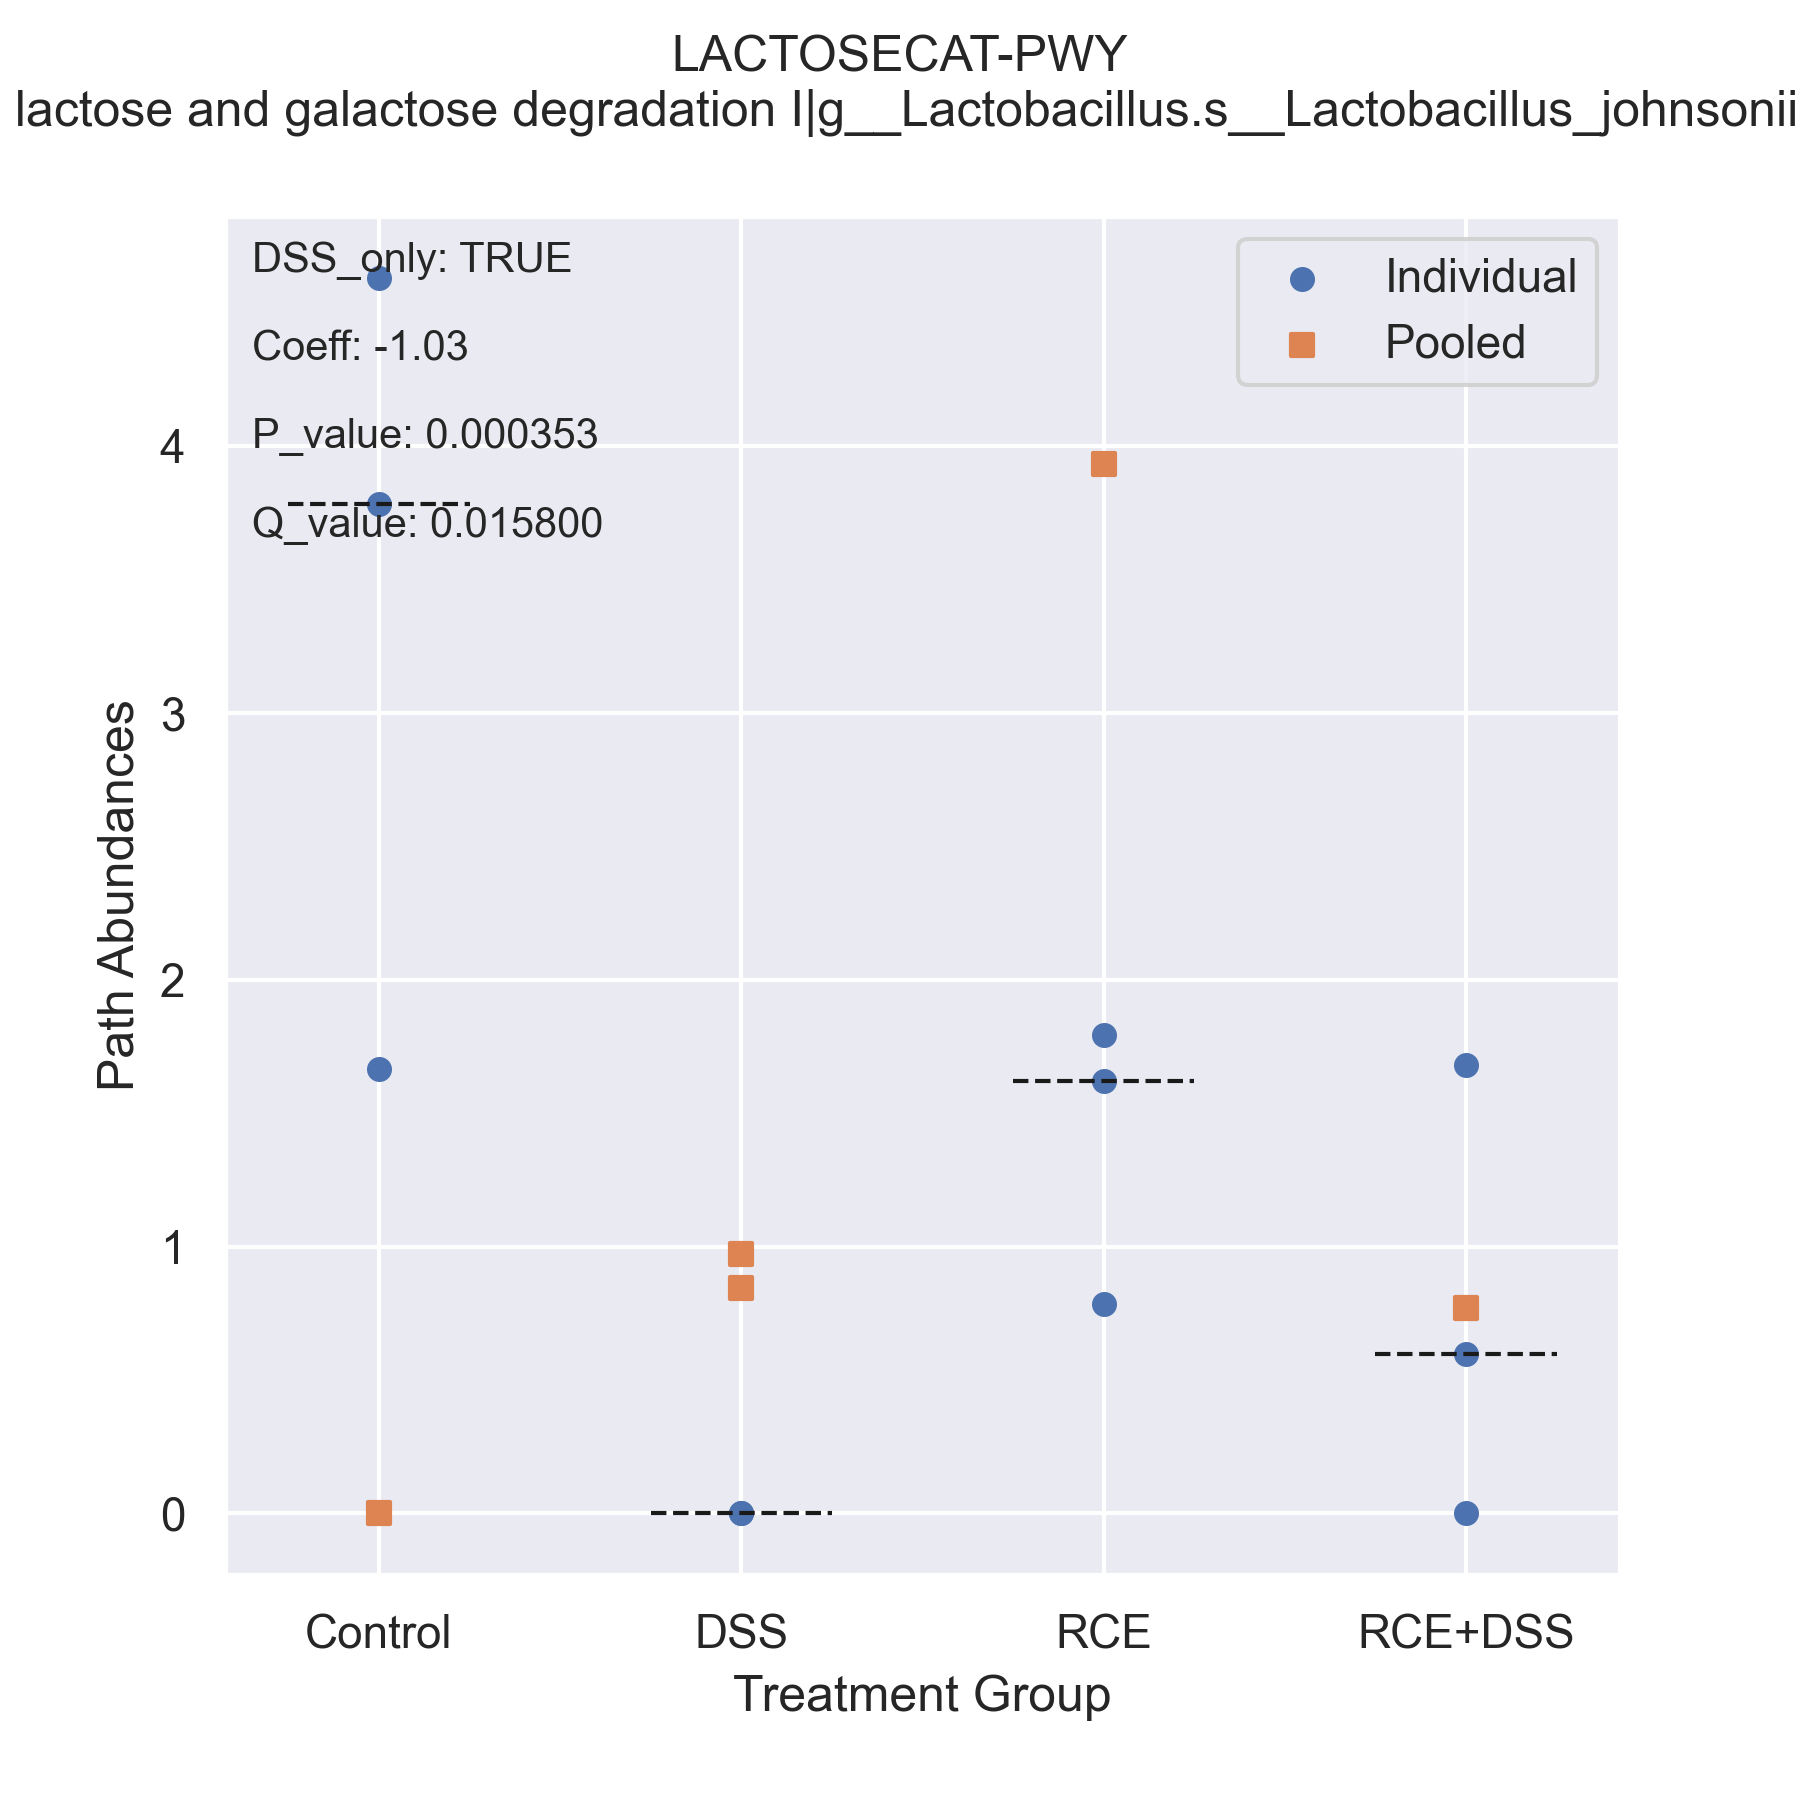 LACTOSECAT-PWY
lactose and galactose degradation I|g__Lactobacillus.s__Lactobacillus_johnsonii
DSS_only: TRUE
Coeff: -1.03
P_value: 0.000353
Q_value: 0.015800
Individual
Pooled
Path Abundances
4
3
2
1
0
Control
DSS
RCE
RCE+DSS
Treatment Group